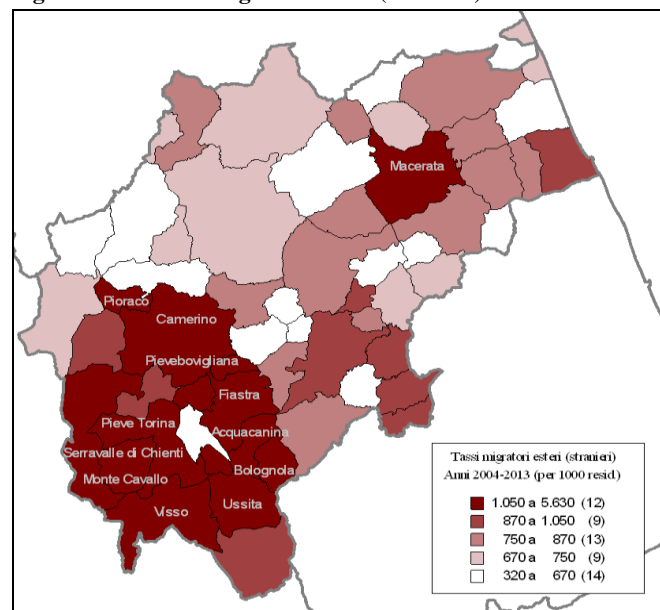 Macerata
Pioraco
Camerino
Pievebovigliana
Fiastra
Pieve Torina
Acquacanina
Serravalle di Chienti
Bolognola
Monte Cavallo
Ussita
Visso
Tassi migratori esteri (stranieri)
Anni 2004-2013 (per 1000 resid.)
1.050 a 5.630 (12)
870 a 1.050 (9)
750 a 870 (13)
670 a 750 (9)
320 a 670 (14)